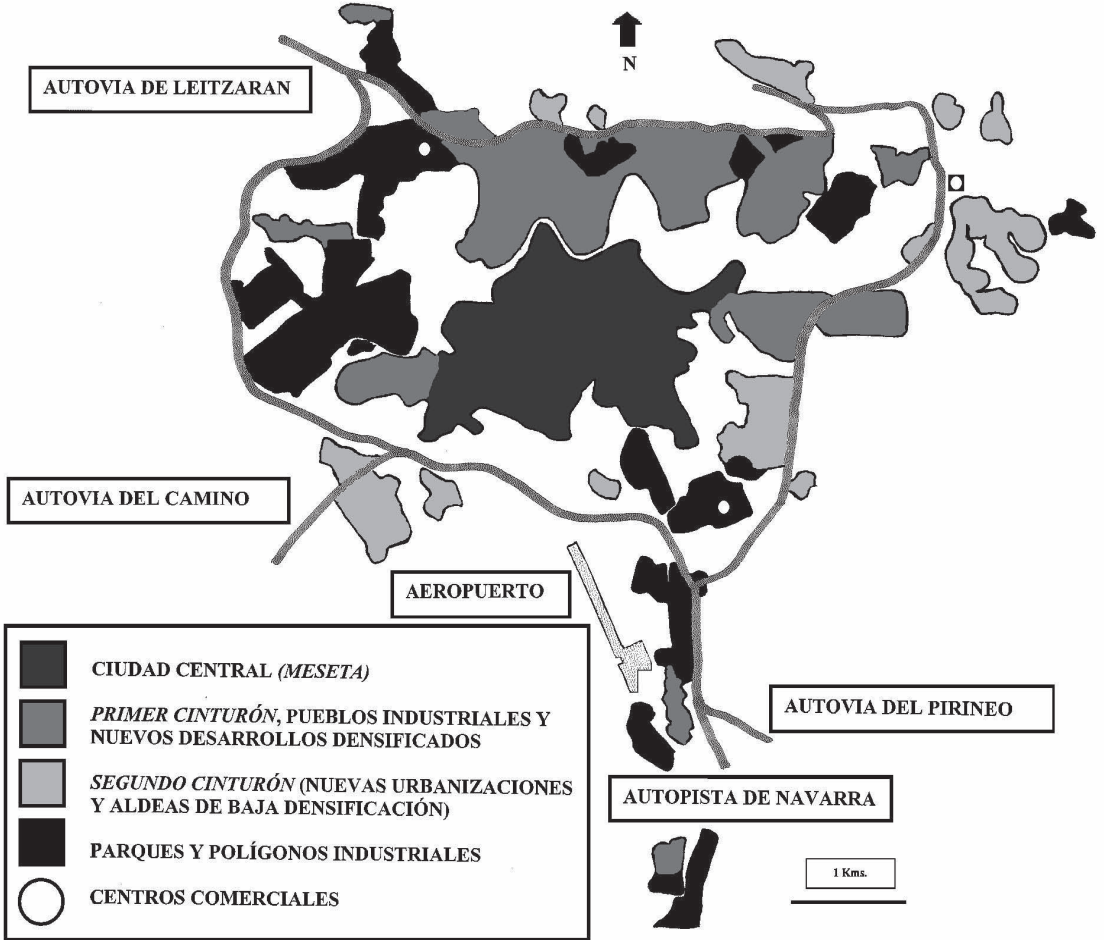 N
AUTOVIA DE LEITZARAN
AUTOVIA DEL CAMINO
AEROPUERTO
AUTOVIA DEL PIRINEO
AUTOPISTA DE NAVARRA
1 Kms.
CIUDAD CENTRAL (MESETA)
PRIMER CINTURÓN, PUEBLOS INDUSTRIALES Y
NUEVOS DESARROLLOS DENSIFICADOS
SEGUNDO CINTURÓN (NUEVAS URBANIZACIONES
Y ALDEAS DE BAJA DENSIFICACIÓN)
PARQUES Y POLÍGONOS INDUSTRIALES
CENTROS COMERCIALES